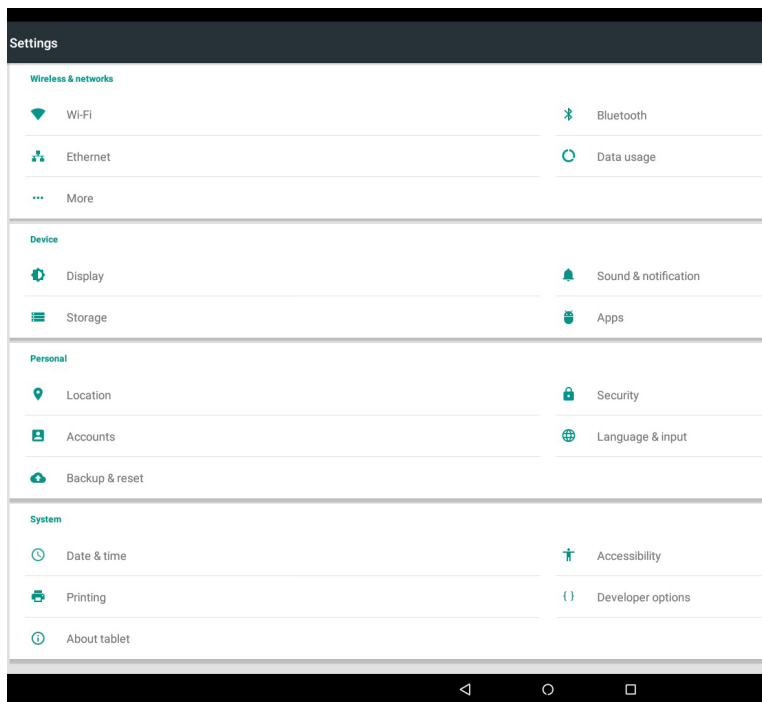 Settings
Wireless & networks
Wi-Fi
Bluetooth
Ethernet
Data usage
More
Device
Display
Sound & notification
Storage
Apps
Personal
Location
Security
Accounts
Language & input
Backup & reset
System
Date & time
Accessibility
Printing
Developer options
About tablet